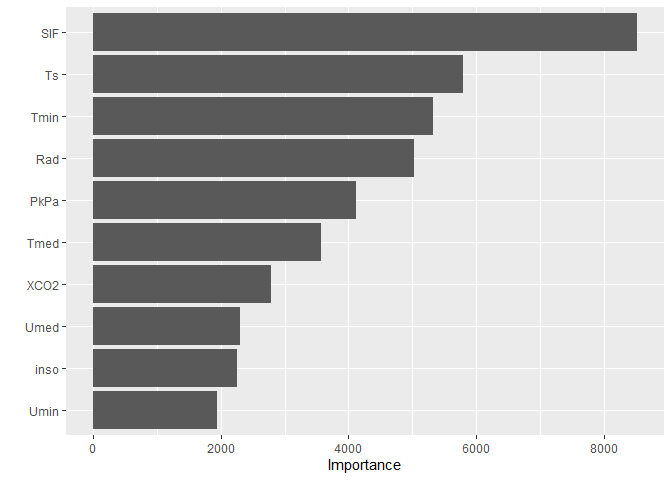 SIF
Ts
Tmin
Rad
PkPa
Tmed
XCO2
Umed
inso
Umin
0 2000 4000 6000 8000
Importance